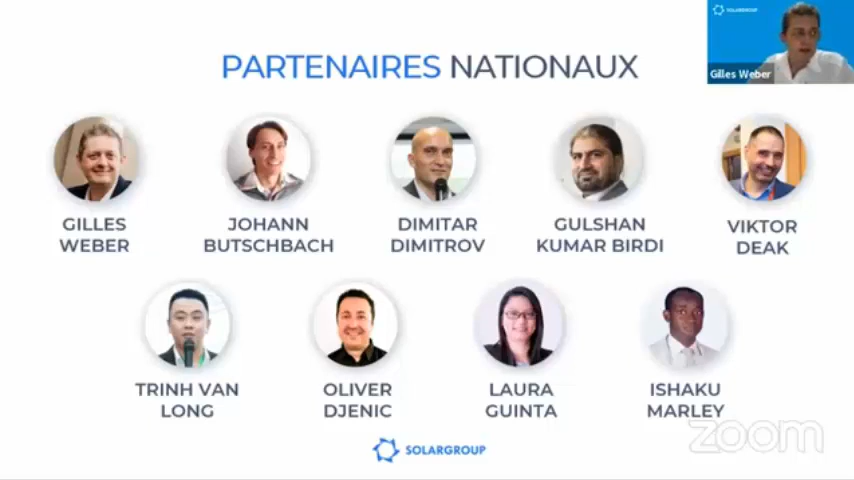 SOLARGROUP
Gilles Weber
PARTENAIRES NATIONAUX
GILLES
WEBER
JOHANN
BUTSCHBACH
DIMITAR
DIMITROV
GULSHAN
KUMAR BIRDI
VIKTOR
DEAK
TRINH VAN
LONG
OLIVER
DJENIC
LAURA
GUINTA
ISHAKU
MARLEY
zoom
SOLARGROUP